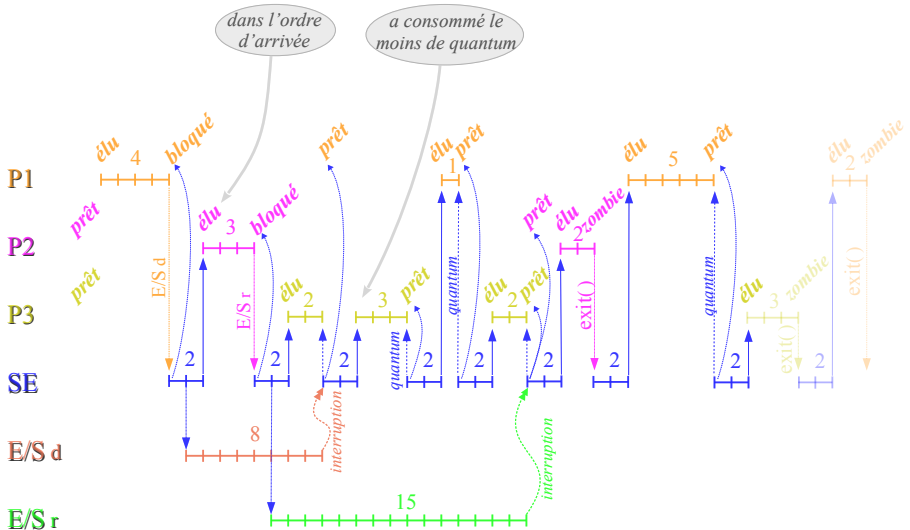 dans l'ordre
d'arrivée
a consommé le
moins de quantum
P1
élu
4
bloqué
prêt
élu
1
prêt
élu
5
prêt
élu
2
zombie
P2
prêt
élu
3
bloqué
prêt
élu
2
zombie
P3
prêt
élu
2
3
prêt
élu
2
prêt
élu
3
zombie
E/S d
E/S r
quantum
quantum
exit()
quantum
exit()
exit()
SE
2
2
2
2
2
2
2
2
2
E/S d
8
interruption
E/S r
15
interruption